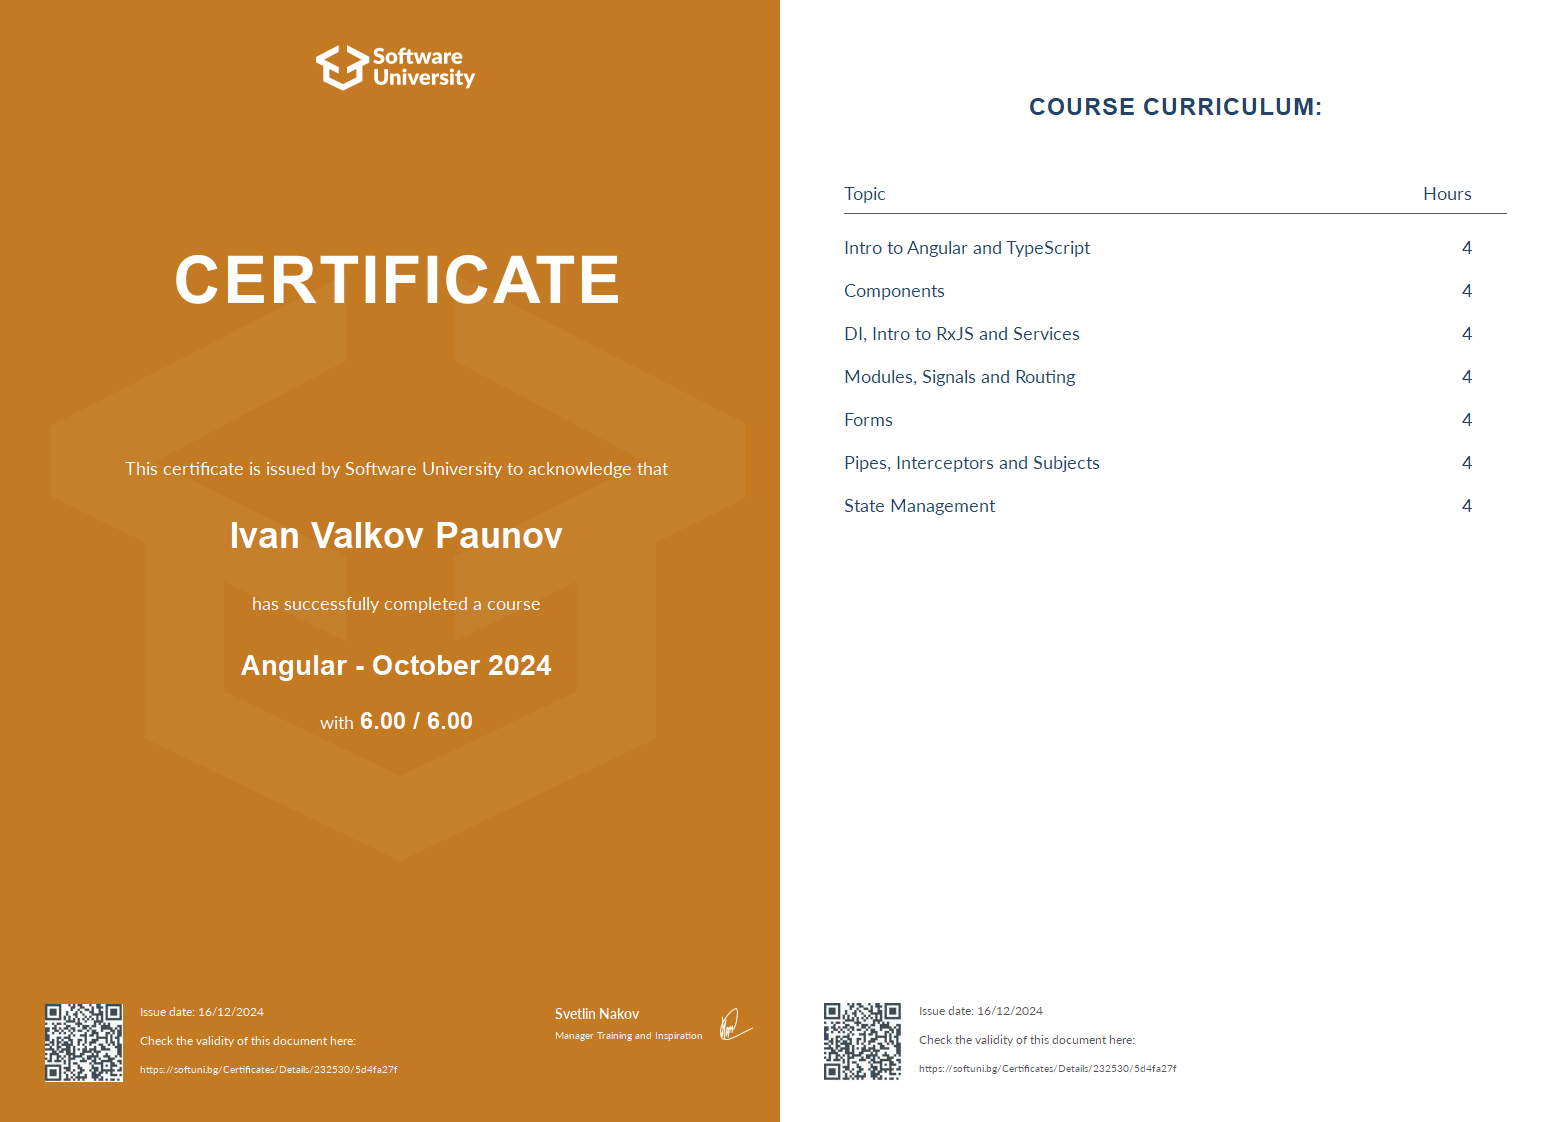 Software
University
CERTIFICATE
This certificate is issued by Software University to acknowledge that
Ivan Valkov Paunov
has successfully completed a course
Angular - October 2024
with 6.00 / 6.00
Issue date: 16/12/2024
Check the validity of this document here:
https://softuni.bg/Certificates/Details/232530/5d4fa27f
Svetlin Nakov
Manager Training and Inspiration
COURSE CURRICULUM:
Topic Hours
Intro to Angular and TypeScript 4
Components 4
DI, Intro to RxJS and Services 4
Modules, Signals and Routing 4
Forms 4
Pipes, Interceptors and Subjects 4
State Management 4
Issue date: 16/12/2024
Check the validity of this document here:
https://softuni.bg/Certificates/Details/232530/5d4fa27f